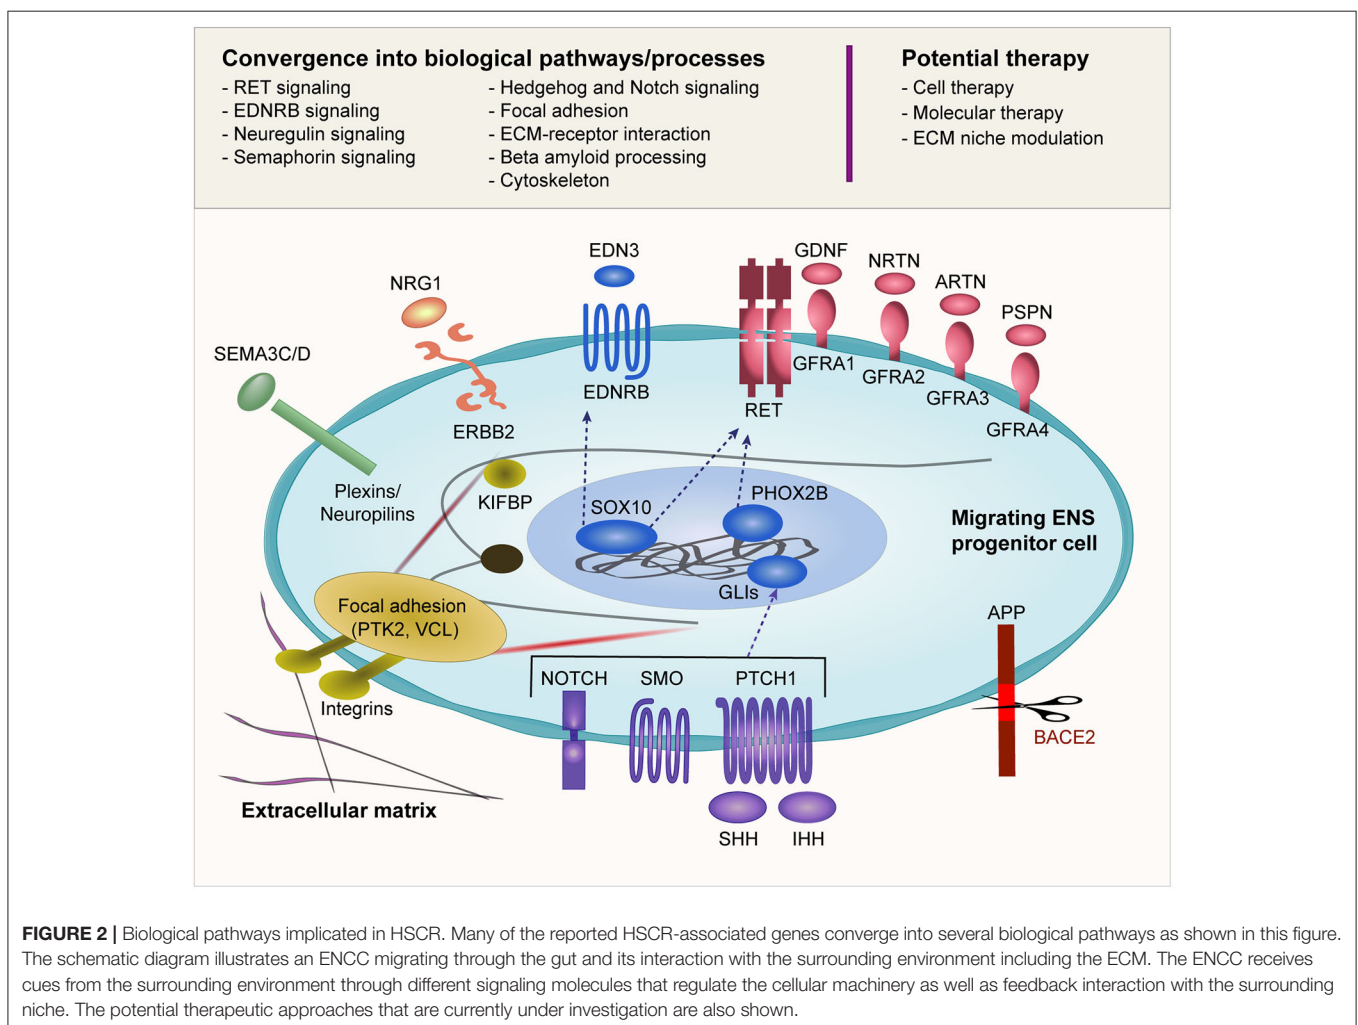 Convergence into biological pathways/processes
- RET signaling
- EDNRB signaling
- Neuregulin signaling
- Semaphorin signaling
- Hedgehog and Notch signaling
- Focal adhesion
- ECM-receptor interaction
- Beta amyloid processing
- Cytoskeleton
Potential therapy
- Cell therapy
- Molecular therapy
- ECM niche modulation
EDN3
GDNF
NRTN
ARTN
PSPN
NRG1
SEMA3C/D
GFRA1
GFRA2
GFRA3
GFRA4
EDNRB
RET
ERBB2
Plexins/
Neuropilins
KIFBP
SOX10
PHOX2B
Migrating ENS
progenitor cell
GLIs
Focal adhesion
(PTK2, VCL)
APP
NOTCH
SMO
PTCH1
Integrins
BACE2
Extracellular matrix
SHH
IHH
FIGURE 2 | Biological pathways implicated in HSCR. Many of the reported HSCR-associated genes converge into several biological pathways as shown in this figure.
The schematic diagram illustrates an ENCC migrating through the gut and its interaction with the surrounding environment including the ECM. The ENCC receives
cues from the surrounding environment through different signaling molecules that regulate the cellular machinery as well as feedback interaction with the surrounding
niche. The potential therapeutic approaches that are currently under investigation are also shown.